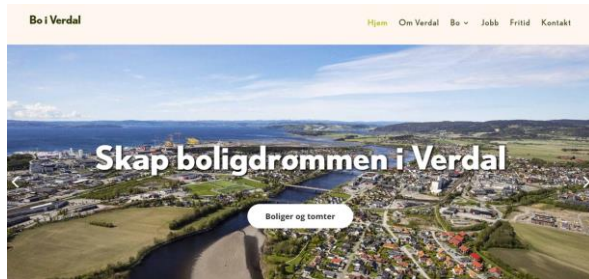 Bo i Verdal
Hjem Om Verdal Bo Jobb Fritid Kontakt
Skap boligdrømmen i Verdal
Boliger og tomter